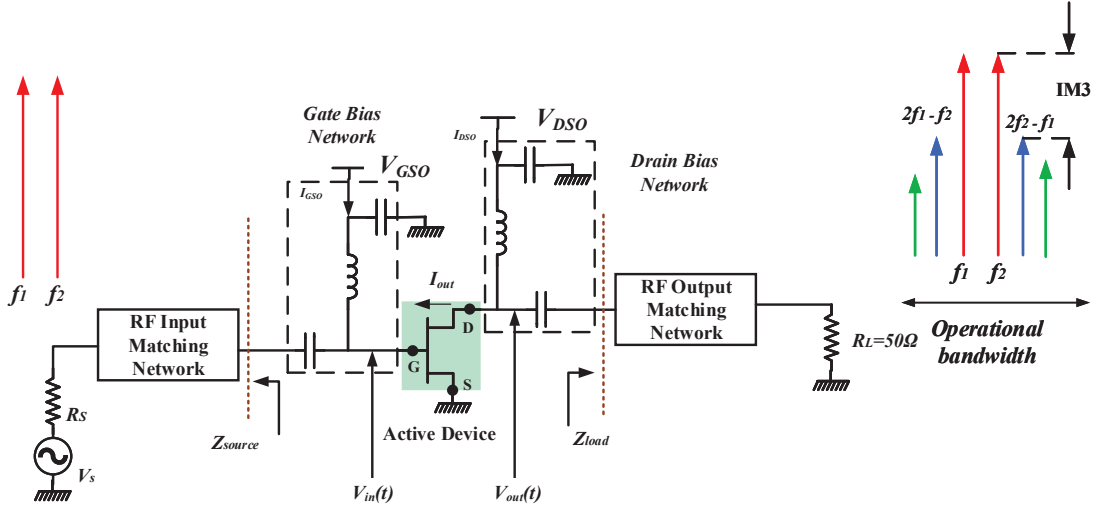 f1
f2
RS
Vs
RF Input
Matching
Network
Zsource
Gate Bias
Network
VGSO
IGSO
Vin(t)
Iout
G
D
S
Active Device
IDSO
VDSO
Drain Bias
Network
Vout(t)
Zload
RF Output
Matching
Network
RL=50Ω
2f1-f2
2f2-f1
IM3
f1
f2
Operational
bandwidth